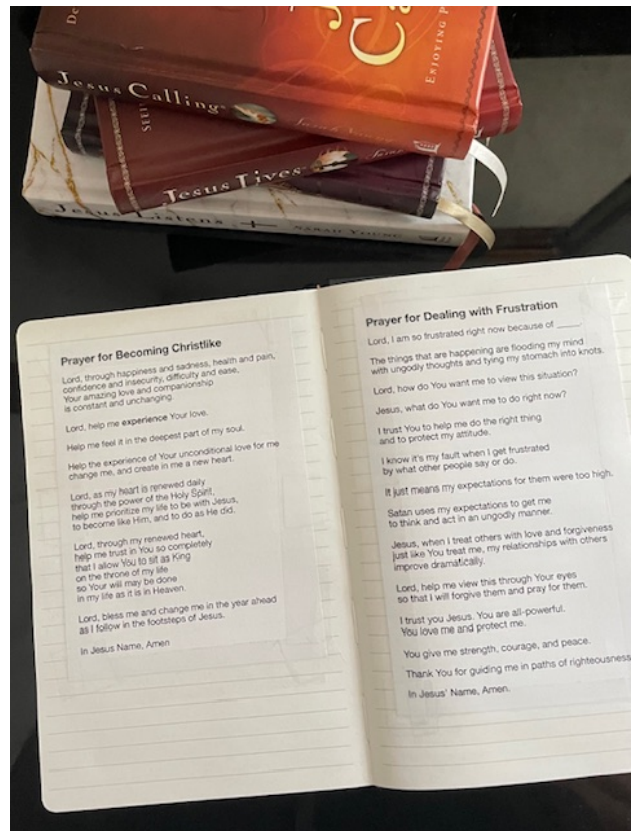 ENJOYING P
Jesus Calling
SEEI
Jesus Lives
Jesus Listens
SARAH YOUNG
Prayer for Becoming Christlike
Lord, through happiness and sadness, health and pain,
confidence and insecurity, difficulty and ease,
Your amazing love and companionship
is constant and unchanging.
Lord, help me experience Your love.
Help me feel it in the deepest part of my soul.
Help the experience of Your unconditional love for me
change me, and create in me a new heart.
Lord, as my heart is renewed daily
through the power of the Holy Spirit,
help me prioritize my life to be with Jesus,
to become like Him, and to do as He did.
Lord, through my renewed heart,
help me trust in You so completely
that I allow You to sit as King
on the throne of my life
so Your will may be done
in my life as it is in Heaven.
Lord, bless me and change me in the year ahead
as I follow in the footsteps of Jesus.
In Jesus Name, Amen
Prayer for Dealing with Frustration
Lord, I am so frustrated right now because of _____.
The things that are happening are flooding my mind
with ungodly thoughts and tying my stomach into knots.
Lord, how do You want me to view this situation?
Jesus, what do You want me to do right now?
I trust You to help me do the right thing
and to protect my attitude.
I know it's my fault when I get frustrated
by what other people say or do.
It just means my expectations for them were too high.
Satan uses my expectations to get me
to think and act in an ungodly manner.
Jesus, when I treat others with love and forgiveness
just like You treat me, my relationships with others
improve dramatically.
Lord, help me view this through Your eyes
so that I will forgive them and pray for them.
I trust you Jesus. You are all-powerful.
You love me and protect me.
You give me strength, courage, and peace.
Thank You for guiding me in paths of righteousness
In Jesus' Name, Amen.